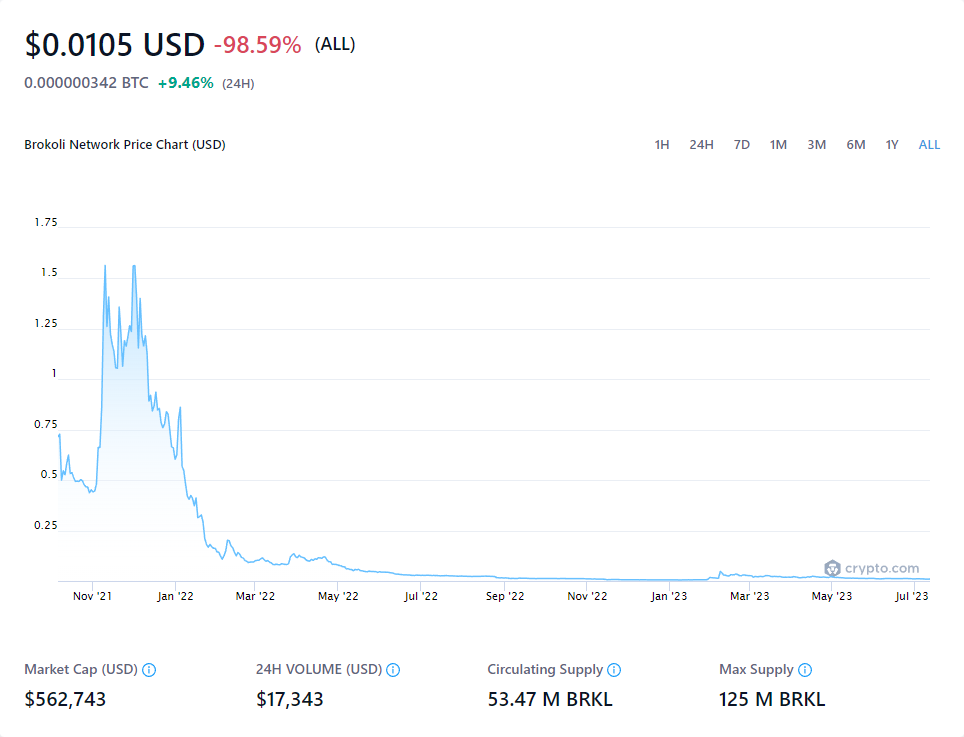 $0.0105 USD -98.59% (ALL)
0.000000342 BTC +9.46% (24H)
Brokoli Network Price Chart (USD) 1H 24H 7D 1M 3M 6M 1Y ALL
1.75
1.5
1.25
1
0.75
0.5
0.25
crypto.com
Nov '21 Jan '22 Mar '22 May '22 Jul '22 Sep '22 Nov '22 Jan '23 Mar '23 May '23 Jul '23
Market Cap (USD) 24H VOLUME (USD) Circulating Supply Max Supply
$562,743 $17,343 53.47 M BRKL 125 M BRKL